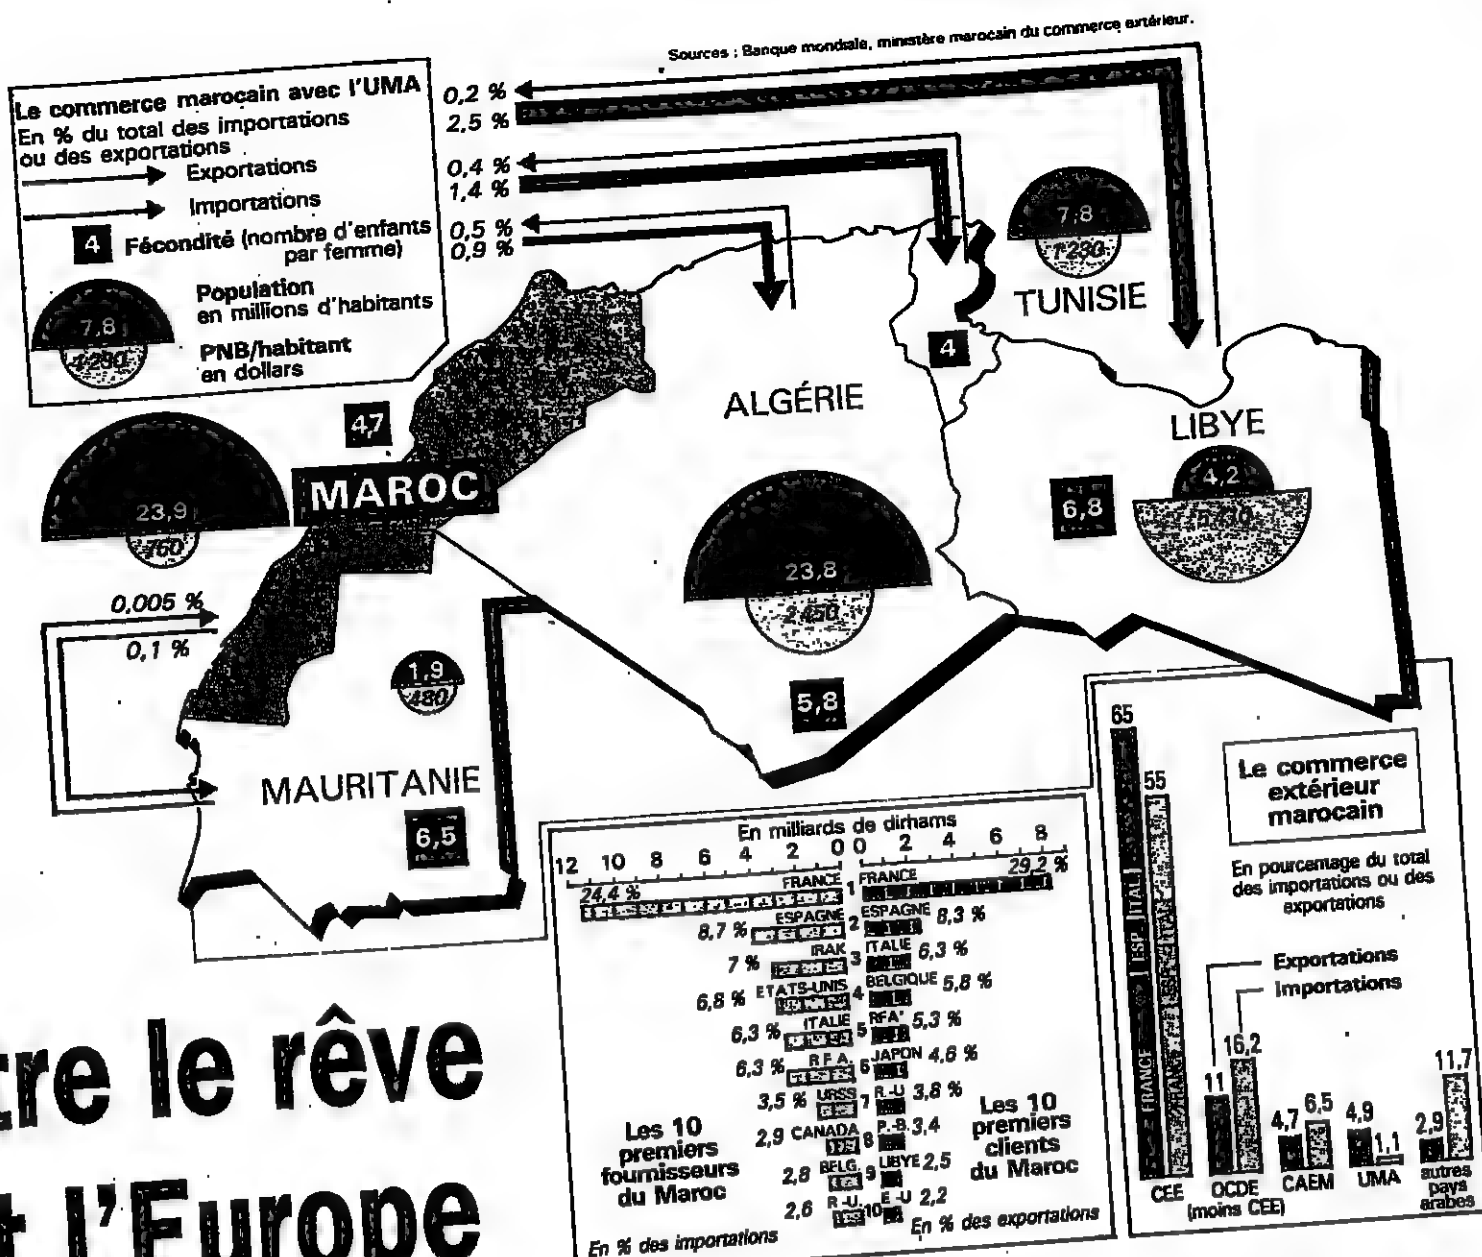 Sources : Banque mondiale, ministère marocain du commerce extérieur.
Le commerce marocain avec l'UMA
En % du total des importations
ou des exportations
Exportations
Importations
4 Fécondité (nombre d'enfants
par femme)
Population
en millions d'habitants
7,8
PNB/habitant
en dollars
1 230
0,2 %
2,5 %
0,4 %
1,4 %
0,5 %
0,9 %
7,8
1 230
TUNISIE
4
ALGÉRIE
23,8
2 450
5,8
LIBYE
4,2
6,8
4,7
MAROC
23,9
760
0,005 %
0,1 %
1,9
480
MAURITANIE
6,5
En milliards de dirhams
12 10 8 6 4 2 0 0 2 4 6 8
24,4 % FRANCE 1 FRANCE 29,2 %
8,7 % ESPAGNE 2 ESPAGNE 8,3 %
7 % IRAK 3 ITALIE 6,3 %
6,8 % ETATS-UNIS 4 BELGIQUE 5,8 %
6,3 % ITALIE 5 RFA 5,3 %
6,3 % R.F.A. 6 JAPON 4,6 %
3,5 % URSS 7 R.-U 3,8 %
2,9 CANADA 8 P.-B. 3,4
2,8 BELG. 9 LIBYE 2,5
2,6 R.-U. 10 E.-U 2,2
Les 10
premiers
fournisseurs
du Maroc
Les 10
premiers
clients
du Maroc
En % des importations
En % des exportations
Le commerce
extérieur
marocain
En pourcentage du total
des importations ou des
exportations
Exportations
Importations
65
55
FRANCE ESP. ITAL.
FRANCE ESP. ITAL.
11
16,2
4,7
6,5
4,9
1,1
2,9
11,7
CEE
OCDE
(moins CEE)
CAEM
UMA
autres
pays
arabes
tre le rêve
t l'Europe